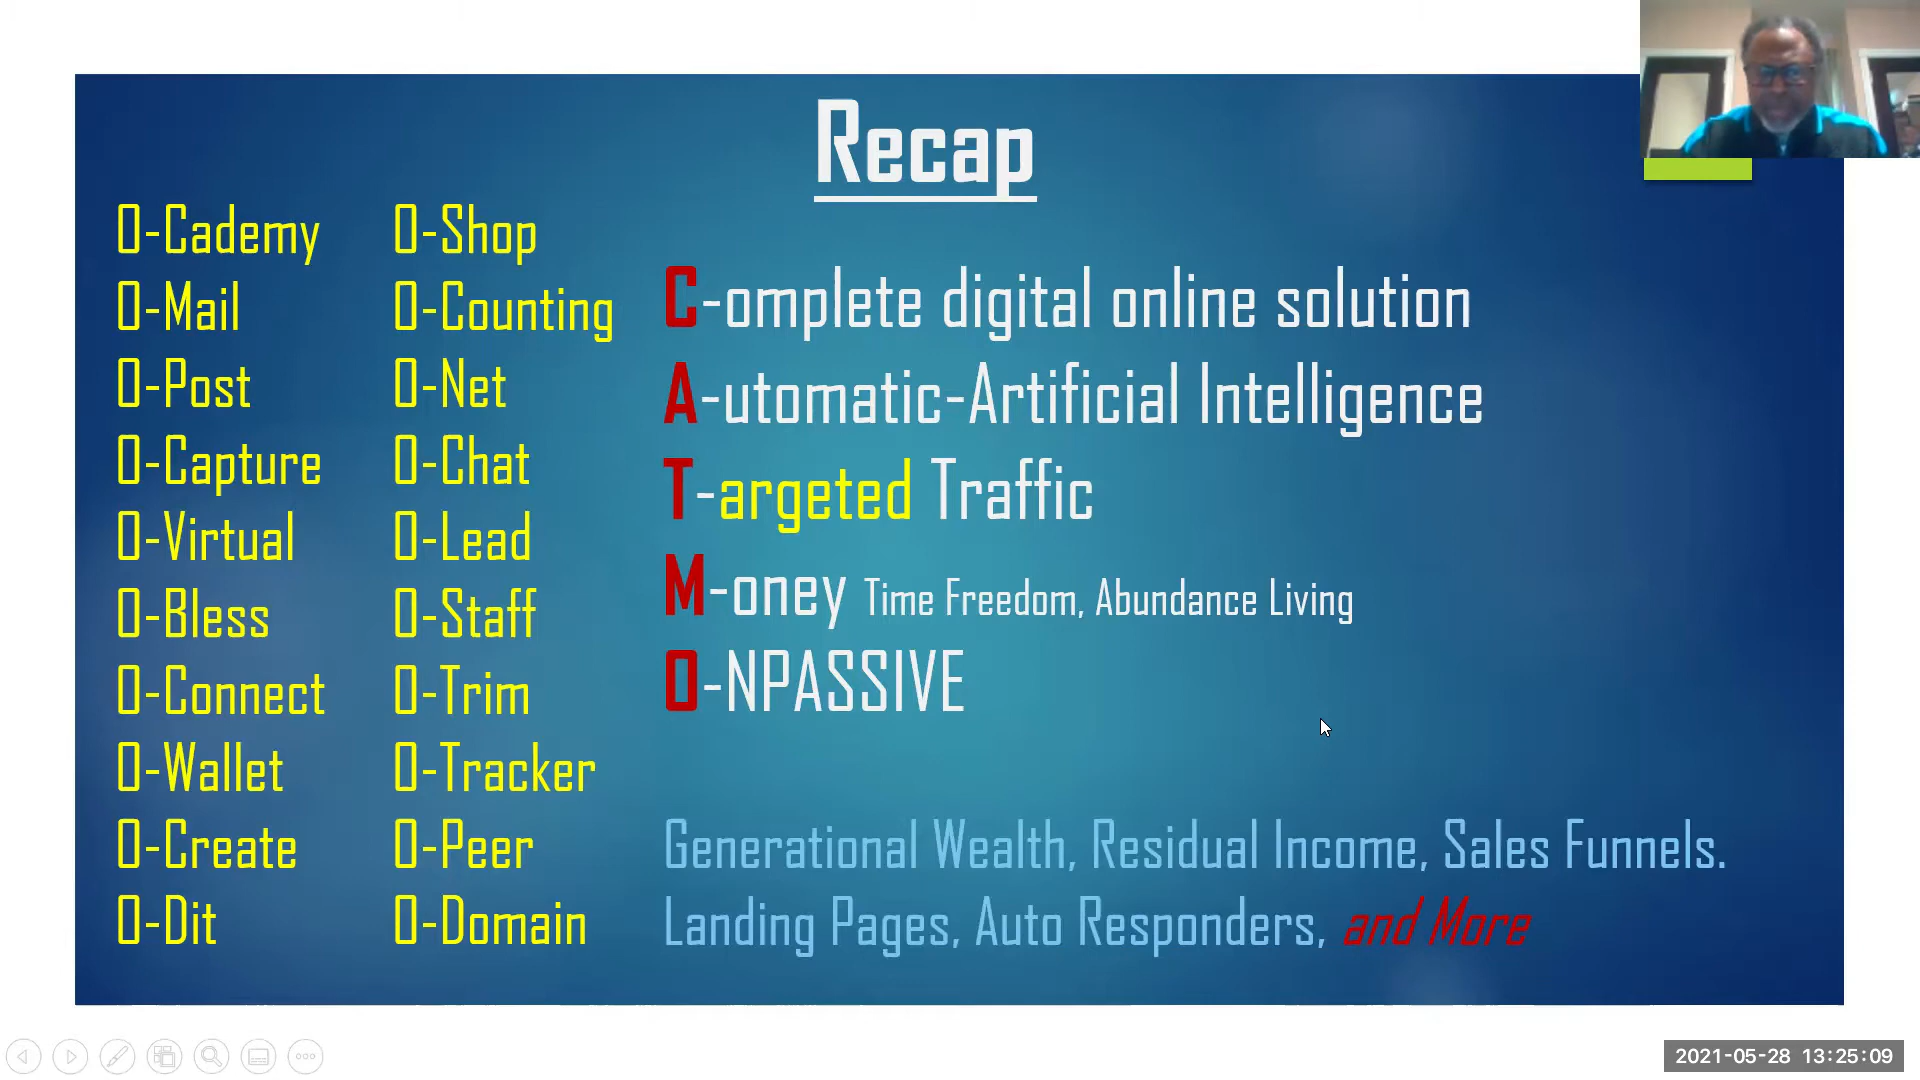 Recap
O-Cademy
O-Mail
O-Post
O-Capture
O-Virtual
O-Bless
O-Connect
O-Wallet
O-Create
O-Dit
O-Shop
O-Counting
O-Net
O-Chat
O-Lead
O-Staff
O-Trim
O-Tracker
O-Peer
O-Domain
C-omplete digital online solution
A-utomatic-Artificial Intelligence
T-argeted Traffic
M-oney Time Freedom, Abundance Living
O-NPASSIVE
Generational Wealth, Residual Income, Sales Funnels.
Landing Pages, Auto Responders, and More
2021-05-28 13:25:09